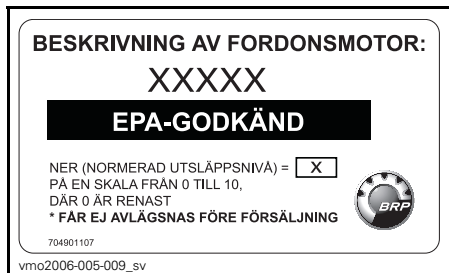 BESKRIVNING AV FORDONSMOTOR:
XXXXX
EPA-GODKÄND
NER (NORMERAD UTSLÄPPSNIVÅ) = X
PÅ EN SKALA FRÅN 0 TILL 10,
DÄR 0 ÄR RENAST
* FÅR EJ AVLÄGSNAS FÖRE FÖRSÄLJNING
BRP
704901107
vmo2006-005-009_sv